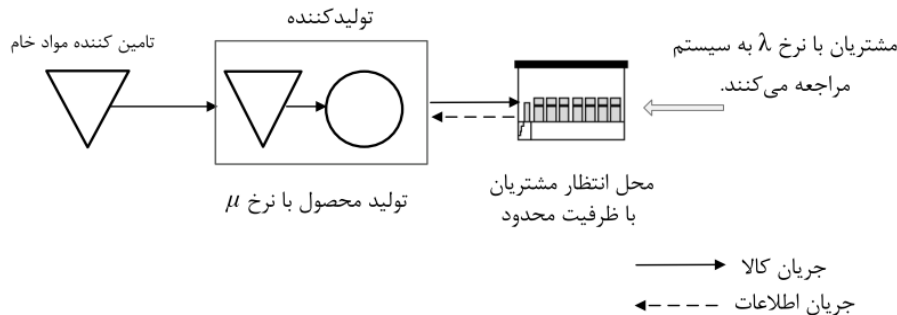 تولیدکننده
تامین کننده مواد خام
مشتریان با نرخ λ به سیستم
مراجعه می‌کنند.
تولید محصول با نرخ μ
محل انتظار مشتریان
با ظرفیت محدود
جریان کالا
جریان اطلاعات